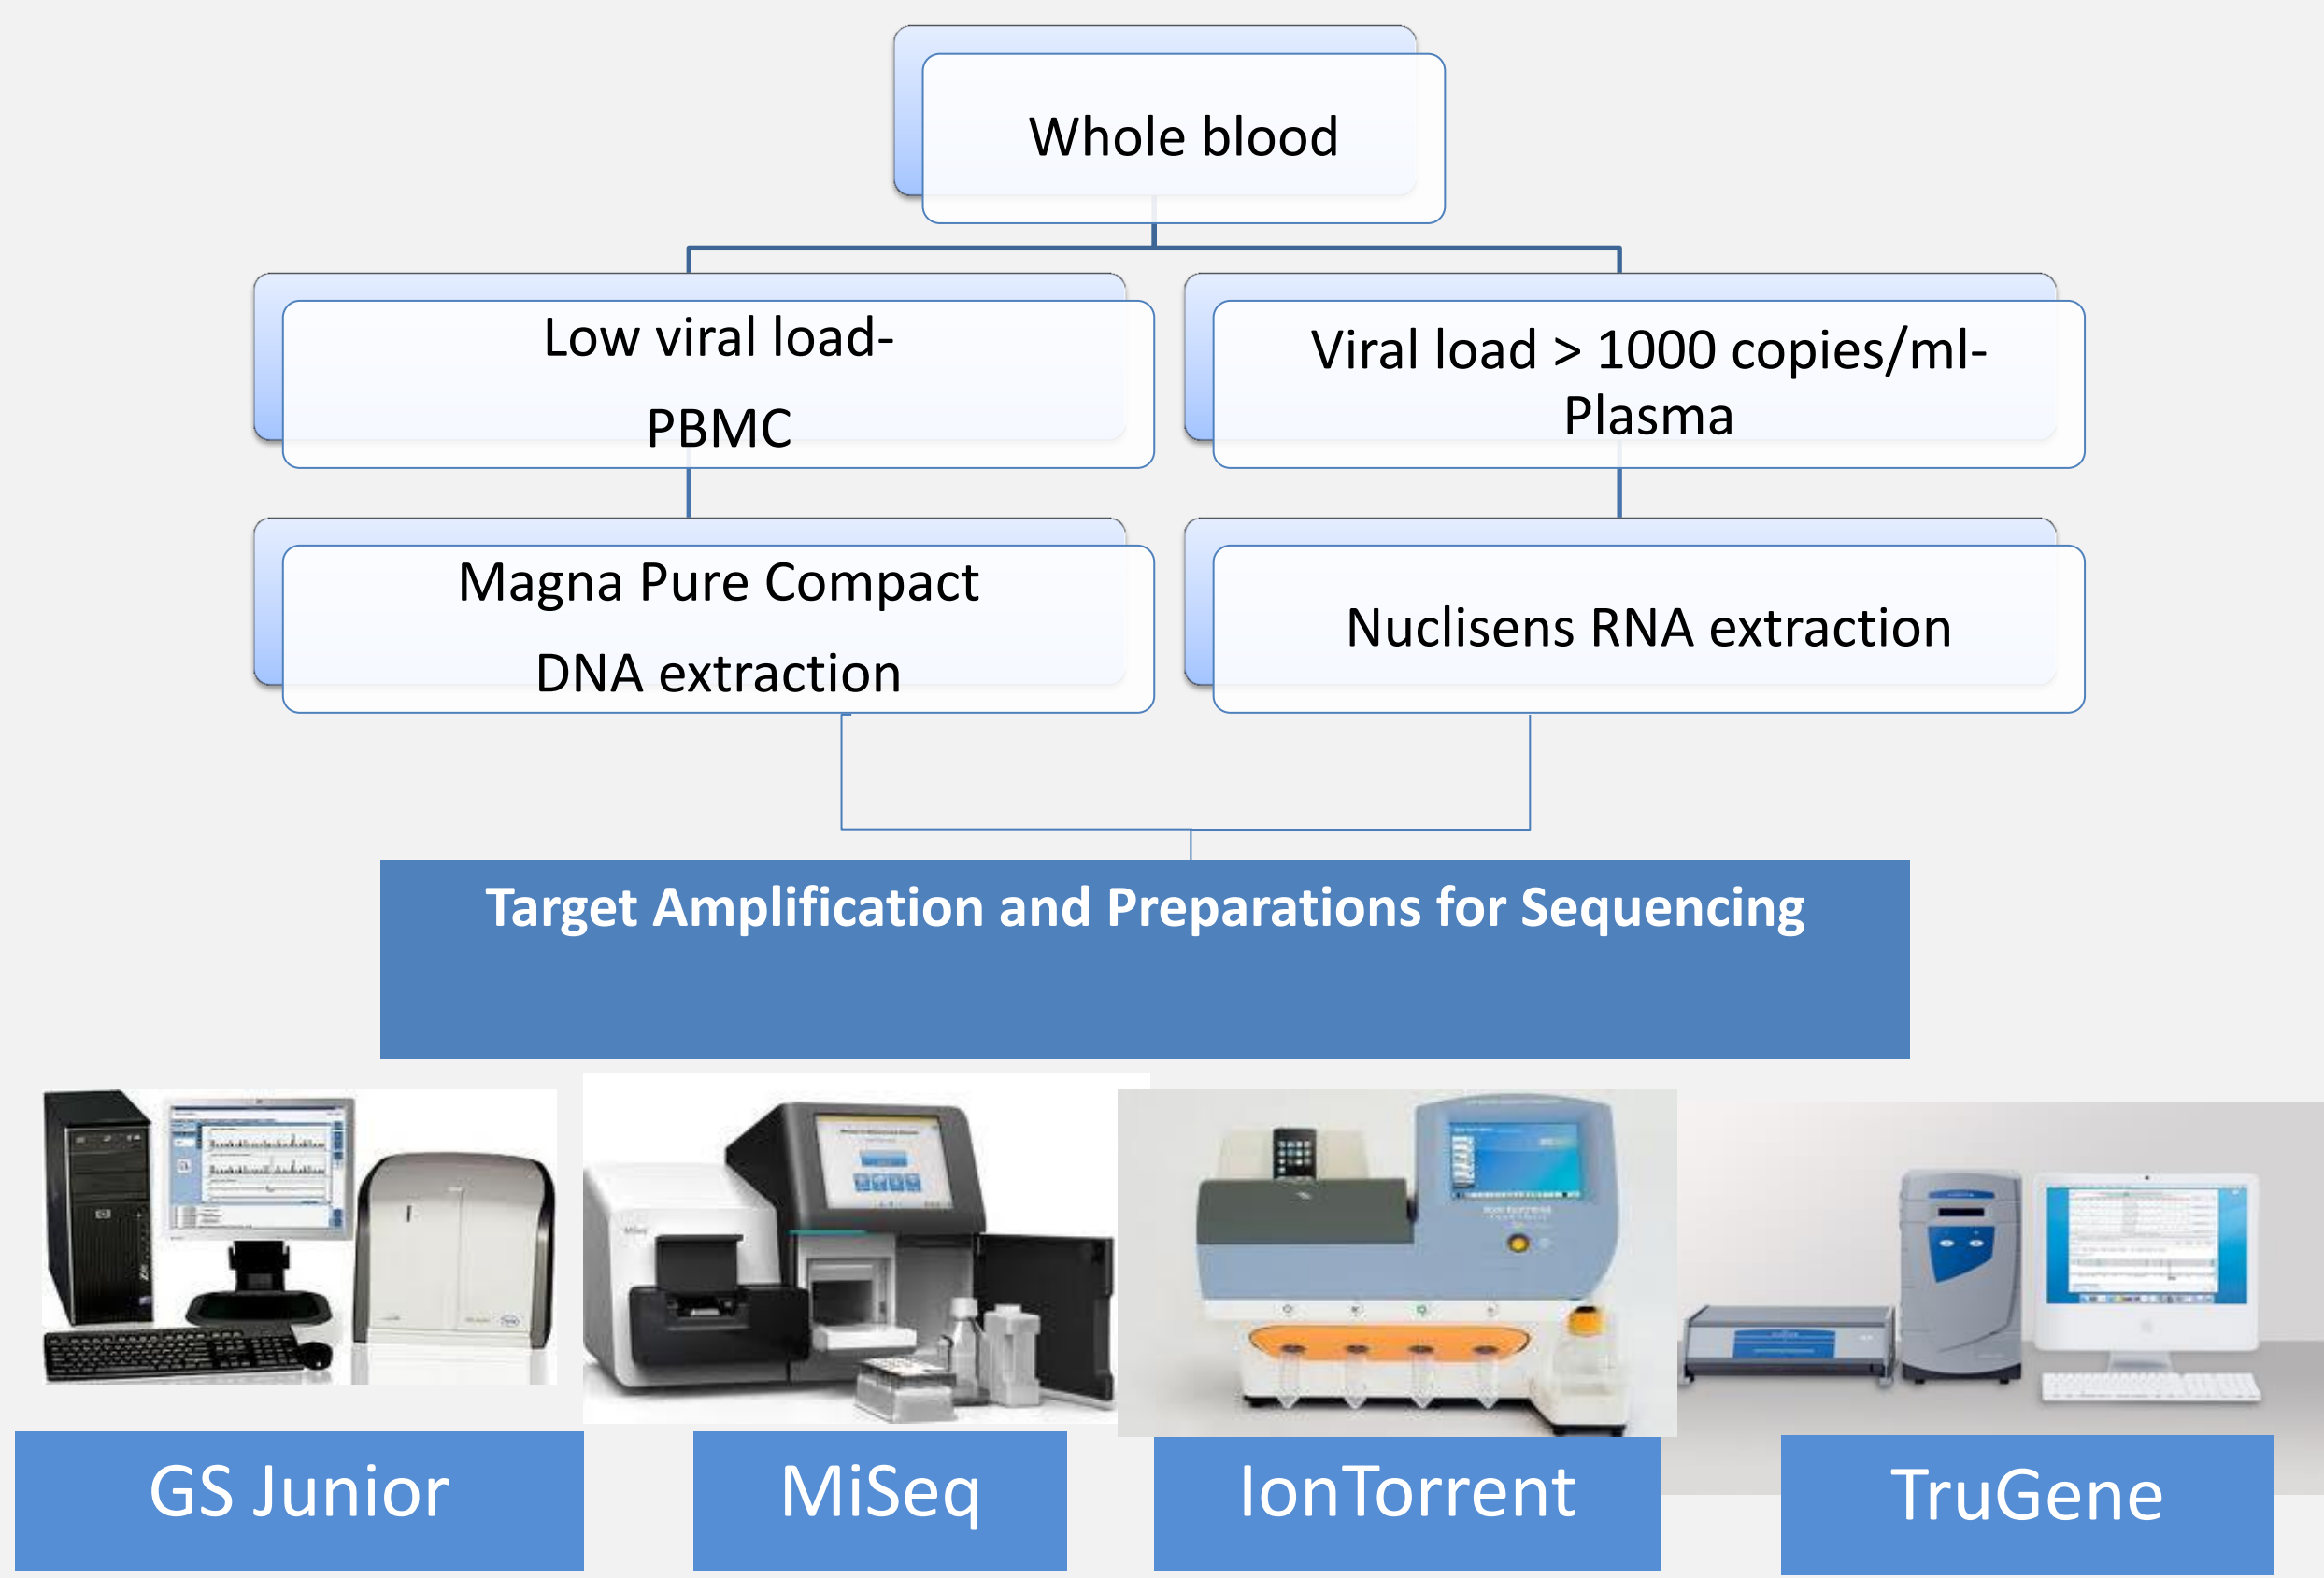 Whole blood
Low viral load-
PBMC
Viral load > 1000 copies/ml-
Plasma
Magna Pure Compact
DNA extraction
Nuclisens RNA extraction
Target Amplification and Preparations for Sequencing
MiSeq
GS Junior
MiSeq
IonTorrent
TruGene